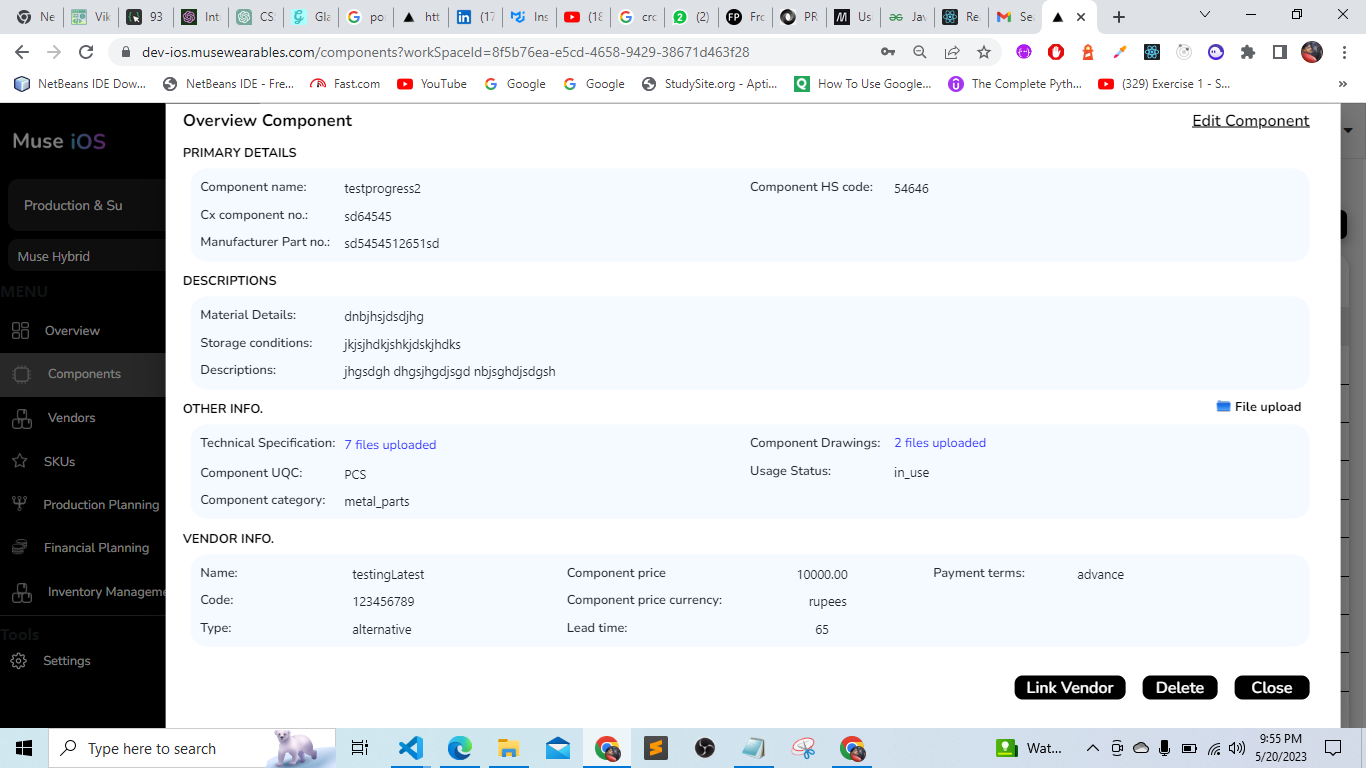 Ne
Vik
93
Int
CS
Gla
po
htt
(17
Ins
(18
crc
(2)
Fro
PR
Us
Jav
Re
Se
dev-ios.musewearables.com/components?workSpaceId=8f5b76ea-e5cd-4658-9429-38671d463f28
NetBeans IDE Dow...
NetBeans IDE - Fre...
Fast.com
YouTube
Google
Google
StudySite.org - Apti...
How To Use Google...
The Complete Pyth...
(329) Exercise 1 - S...
Muse iOS
Production & Su
Muse Hybrid
MENU
Overview
Components
Vendors
SKUs
Production Planning
Financial Planning
Inventory Manageme
Tools
Settings
Overview Component
Edit Component
PRIMARY DETAILS
Component name: testprogress2
Component HS code: 54646
Cx component no.: sd64545
Manufacturer Part no.: sd5454512651sd
DESCRIPTIONS
Material Details: dnbjhsjdsdjhg
Storage conditions: jkjsjhdkjshkjdskjhdks
Descriptions: jhgsdgh dhgsjhgdjsgd nbjsghdjsdgsh
OTHER INFO.
File upload
Technical Specification: 7 files uploaded
Component Drawings: 2 files uploaded
Component UQC: PCS
Usage Status: in_use
Component category: metal_parts
VENDOR INFO.
Name: testingLatest
Component price 10000.00
Payment terms: advance
Code: 123456789
Component price currency: rupees
Type: alternative
Lead time: 65
Link Vendor
Delete
Close
Type here to search
Wat...
9:55 PM
5/20/2023